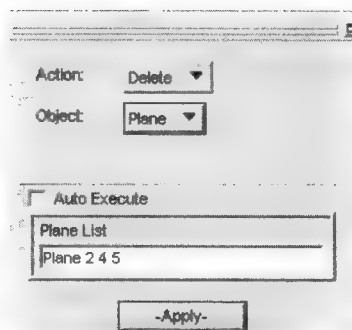 Action: Delete
Object: Plane
Auto Execute
Plane List
Plane 2 4 5
-Apply-